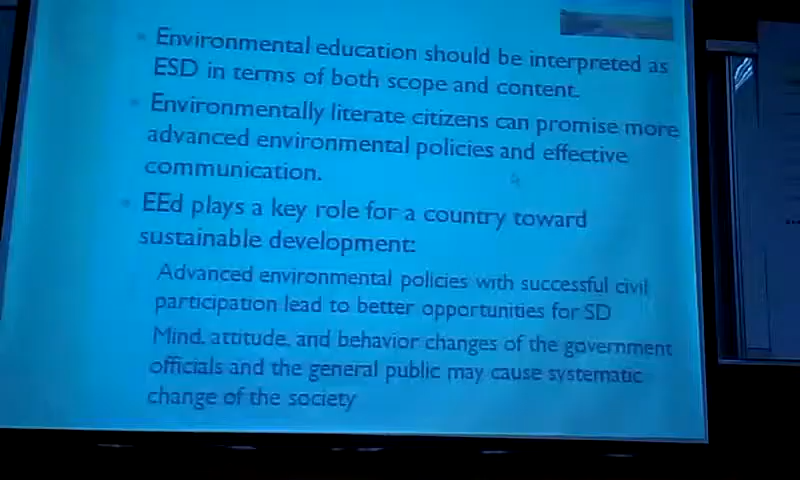 Environmental education should be interpreted as
ESD in terms of both scope and content.
Environmentally literate citizens can promise more
advanced environmental policies and effective
communication.
EEd plays a key role for a country toward
sustainable development:
Advanced environmental policies with successful civil
participation lead to better opportunities for SD
Mind, attitude, and behavior changes of the government
officials and the general public may cause systematic
change of the society